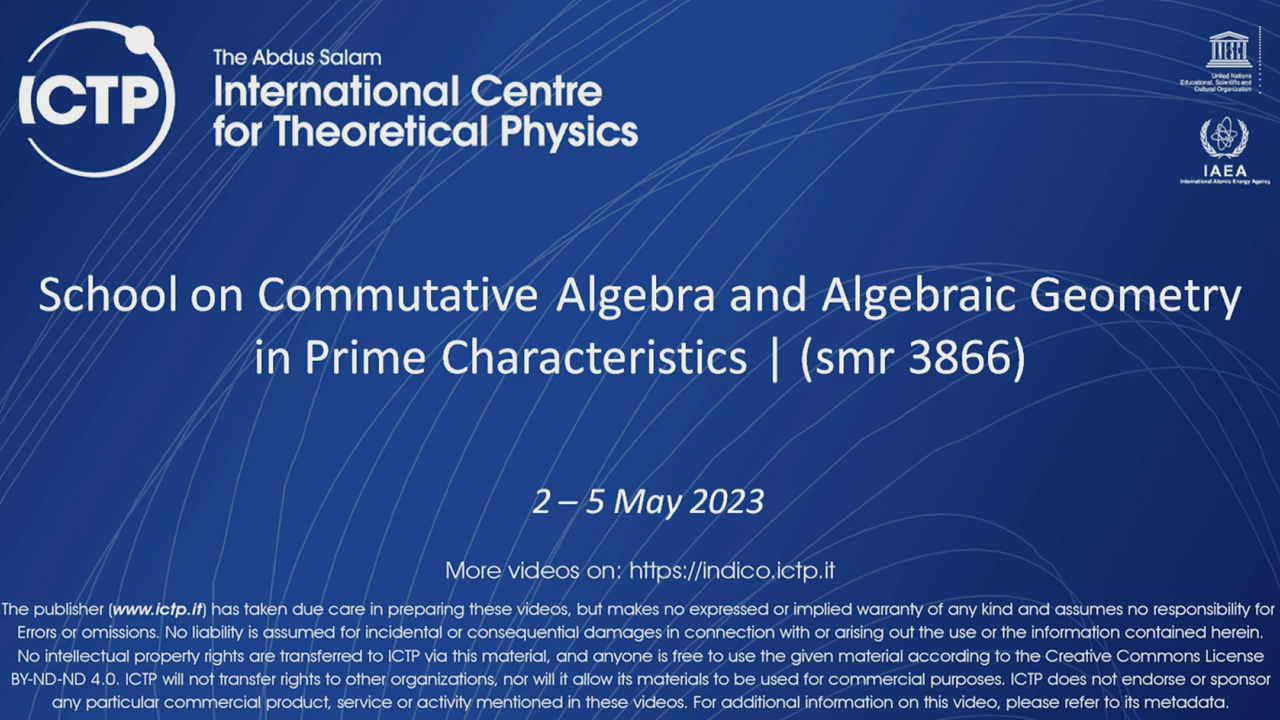 ICTP
The Abdus Salam
International Centre
for Theoretical Physics
United Nations
Educational, Scientific and
Cultural Organization
IAEA
International Atomic Energy Agency
School on Commutative Algebra and Algebraic Geometry
in Prime Characteristics | (smr 3866)
2 – 5 May 2023
More videos on: https://indico.ictp.it
The publisher (www.ictp.it) has taken due care in preparing these videos, but makes no expressed or implied warranty of any kind and assumes no responsibility for
Errors or omissions. No liability is assumed for incidental or consequential damages in connection with or arising out the use or the information contained herein.
No intellectual property rights are transferred to ICTP via this material, and anyone is free to use the given material according to the Creative Commons License
BY-ND-ND 4.0. ICTP will not transfer rights to other organizations, nor will it allow its materials to be used for commercial purposes. ICTP does not endorse or sponsor
any particular commercial product, service or activity mentioned in these videos. For additional information on this video, please refer to its metadata.